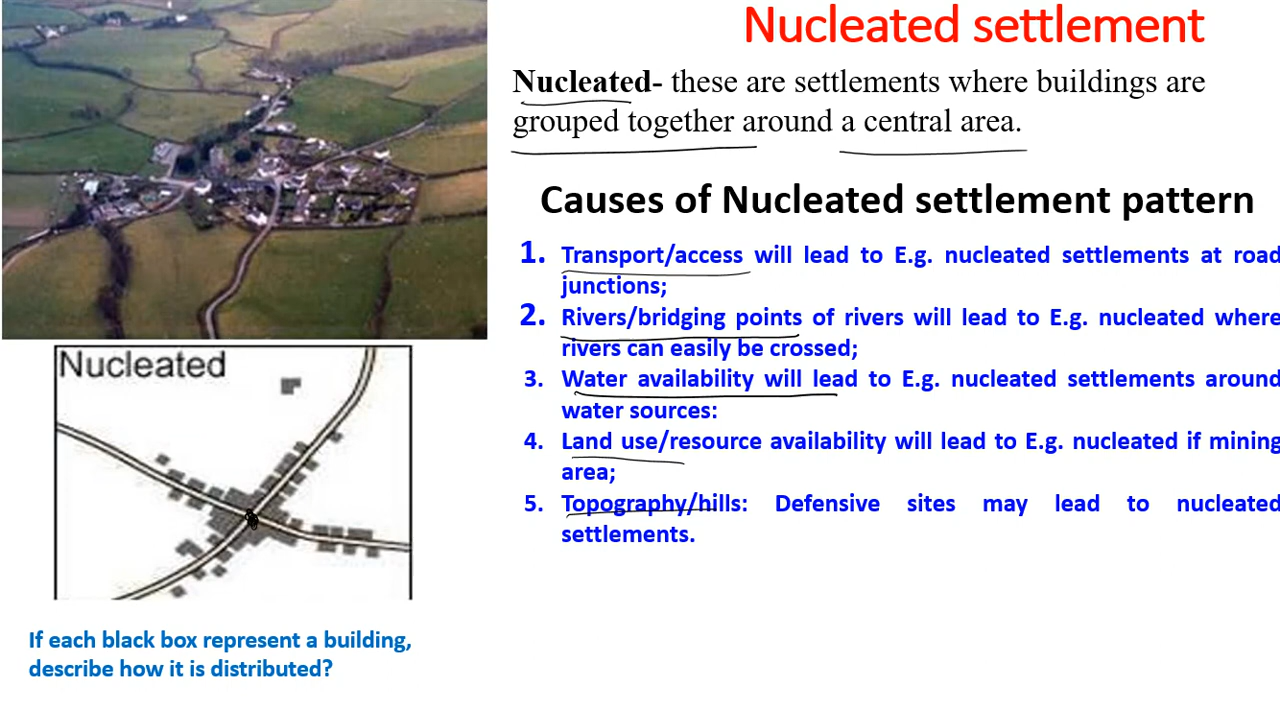 Nucleated settlement
Nucleated- these are settlements where buildings are
grouped together around a central area.
Causes of Nucleated settlement pattern
1. Transport/access will lead to E.g. nucleated settlements at road
junctions;
2. Rivers/bridging points of rivers will lead to E.g. nucleated where
rivers can easily be crossed;
3. Water availability will lead to E.g. nucleated settlements around
water sources:
4. Land use/resource availability will lead to E.g. nucleated if mining
area;
5. Topography/hills: Defensive sites may lead to nucleated
settlements.
Nucleated
If each black box represent a building,
describe how it is distributed?